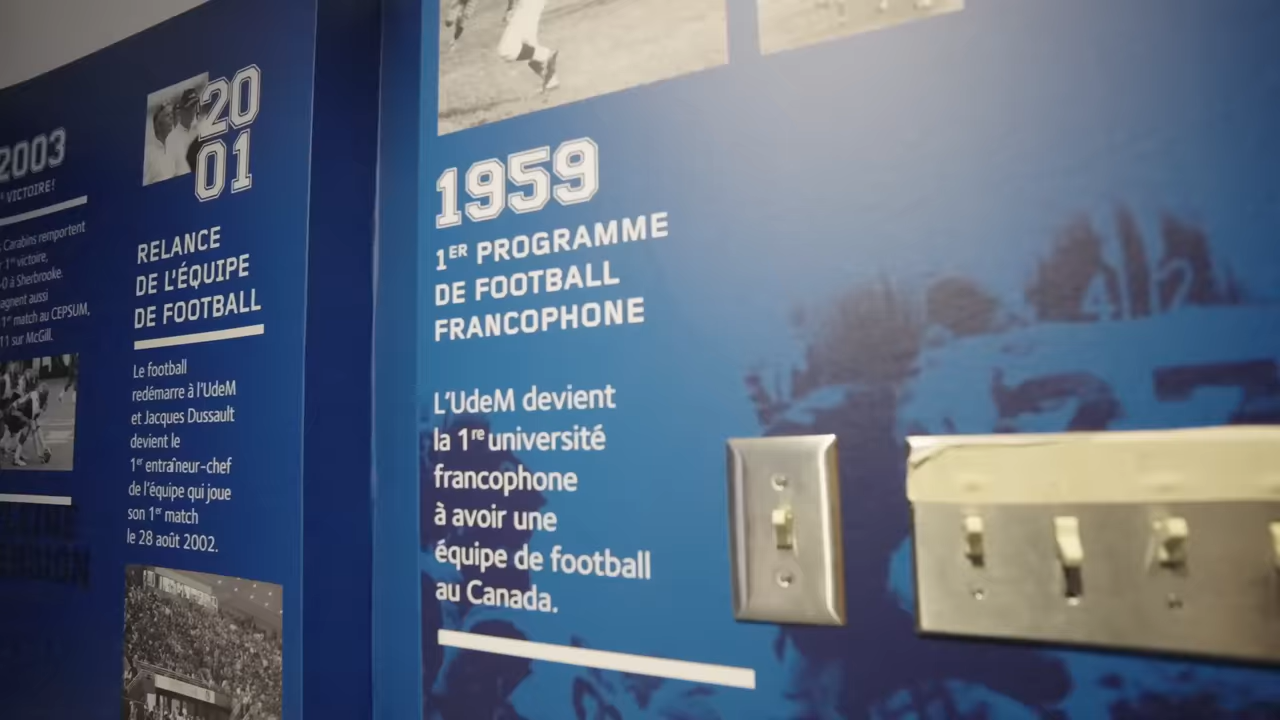 2003
VICTOIRE!
Carabins remportent
1re victoire,
-0 à Sherbrooke.
agnent aussi
1er match au CEPSUM,
11 sur McGill.
20
01
RELANCE
DE L'ÉQUIPE
DE FOOTBALL
Le football
redémarre à l'UdeM
et Jacques Dussault
devient le
1er entraîneur-chef
de l'équipe qui joue
son 1er match
le 28 août 2002.
1959
1ER PROGRAMME
DE FOOTBALL
FRANCOPHONE
L'UdeM devient
la 1re université
francophone
à avoir une
équipe de football
au Canada.
42
77